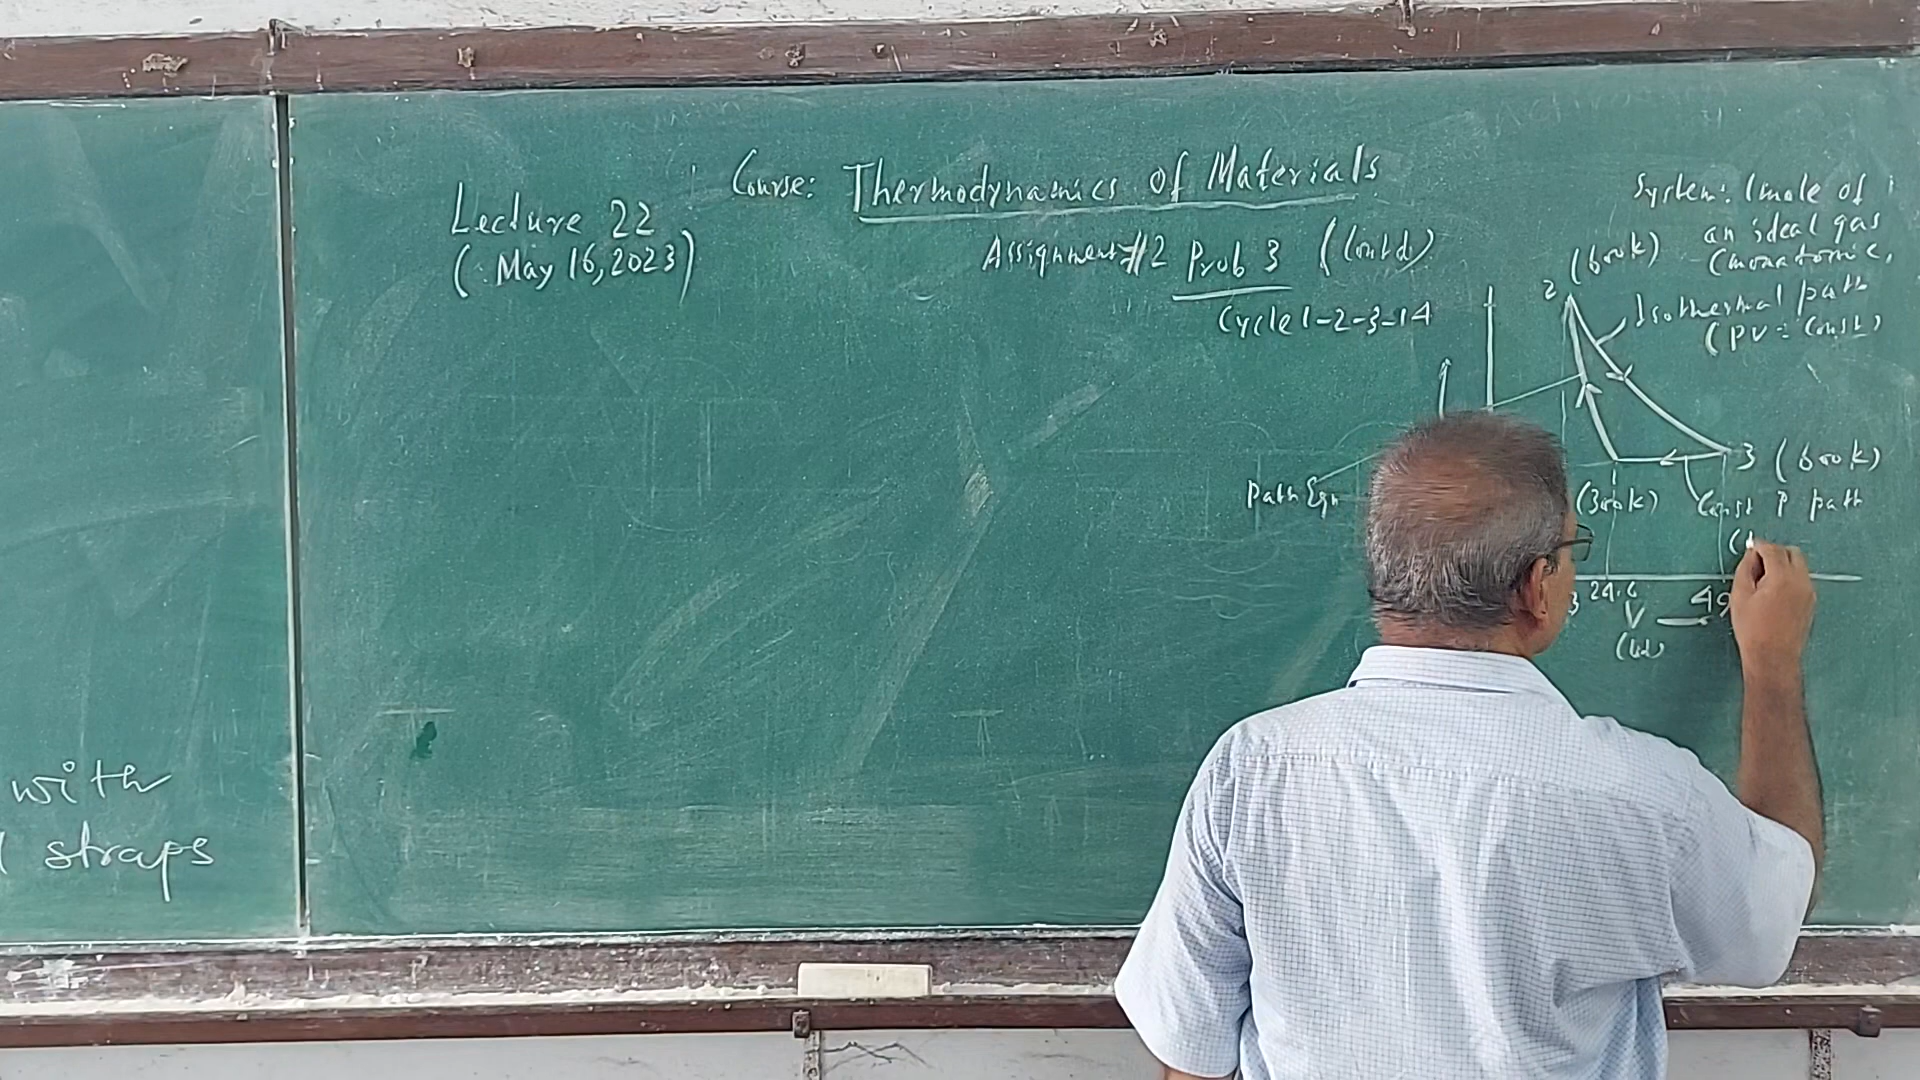 Course: Thermodynamics of Materials
Lecture 22
(May 16, 2023)
Assignment #2 Prob 3 (Contd)
Cycle 1-2-3-1
System: 1 mole of
an ideal gas
(monatomic,
2 (600K)
Isothermal path
(PV = Const)
3 (600K)
(300K)
Const P path
(
Path Eqn
24.6
49
V
(lit)
with
straps